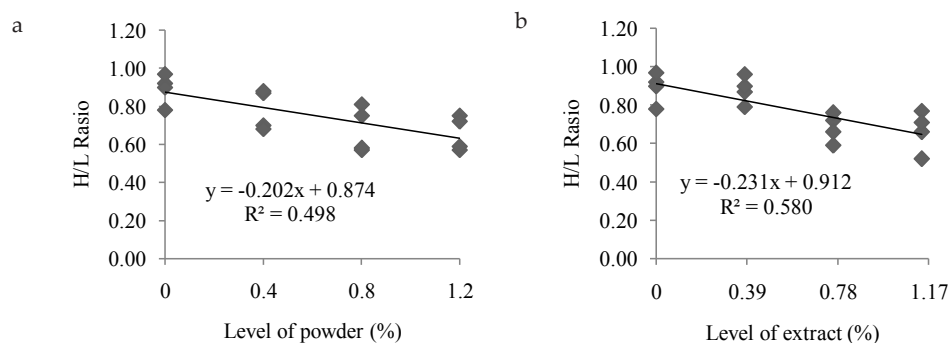 a
1.20
1.00
0.80
0.60
0.40
0.20
0.00
H/L Rasio
y = -0.202x + 0.874
R² = 0.498
0 0.4 0.8 1.2
Level of powder (%)
b
1.20
1.00
0.80
0.60
0.40
0.20
0.00
H/L Rasio
y = -0.231x + 0.912
R² = 0.580
0 0.39 0.78 1.17
Level of extract (%)